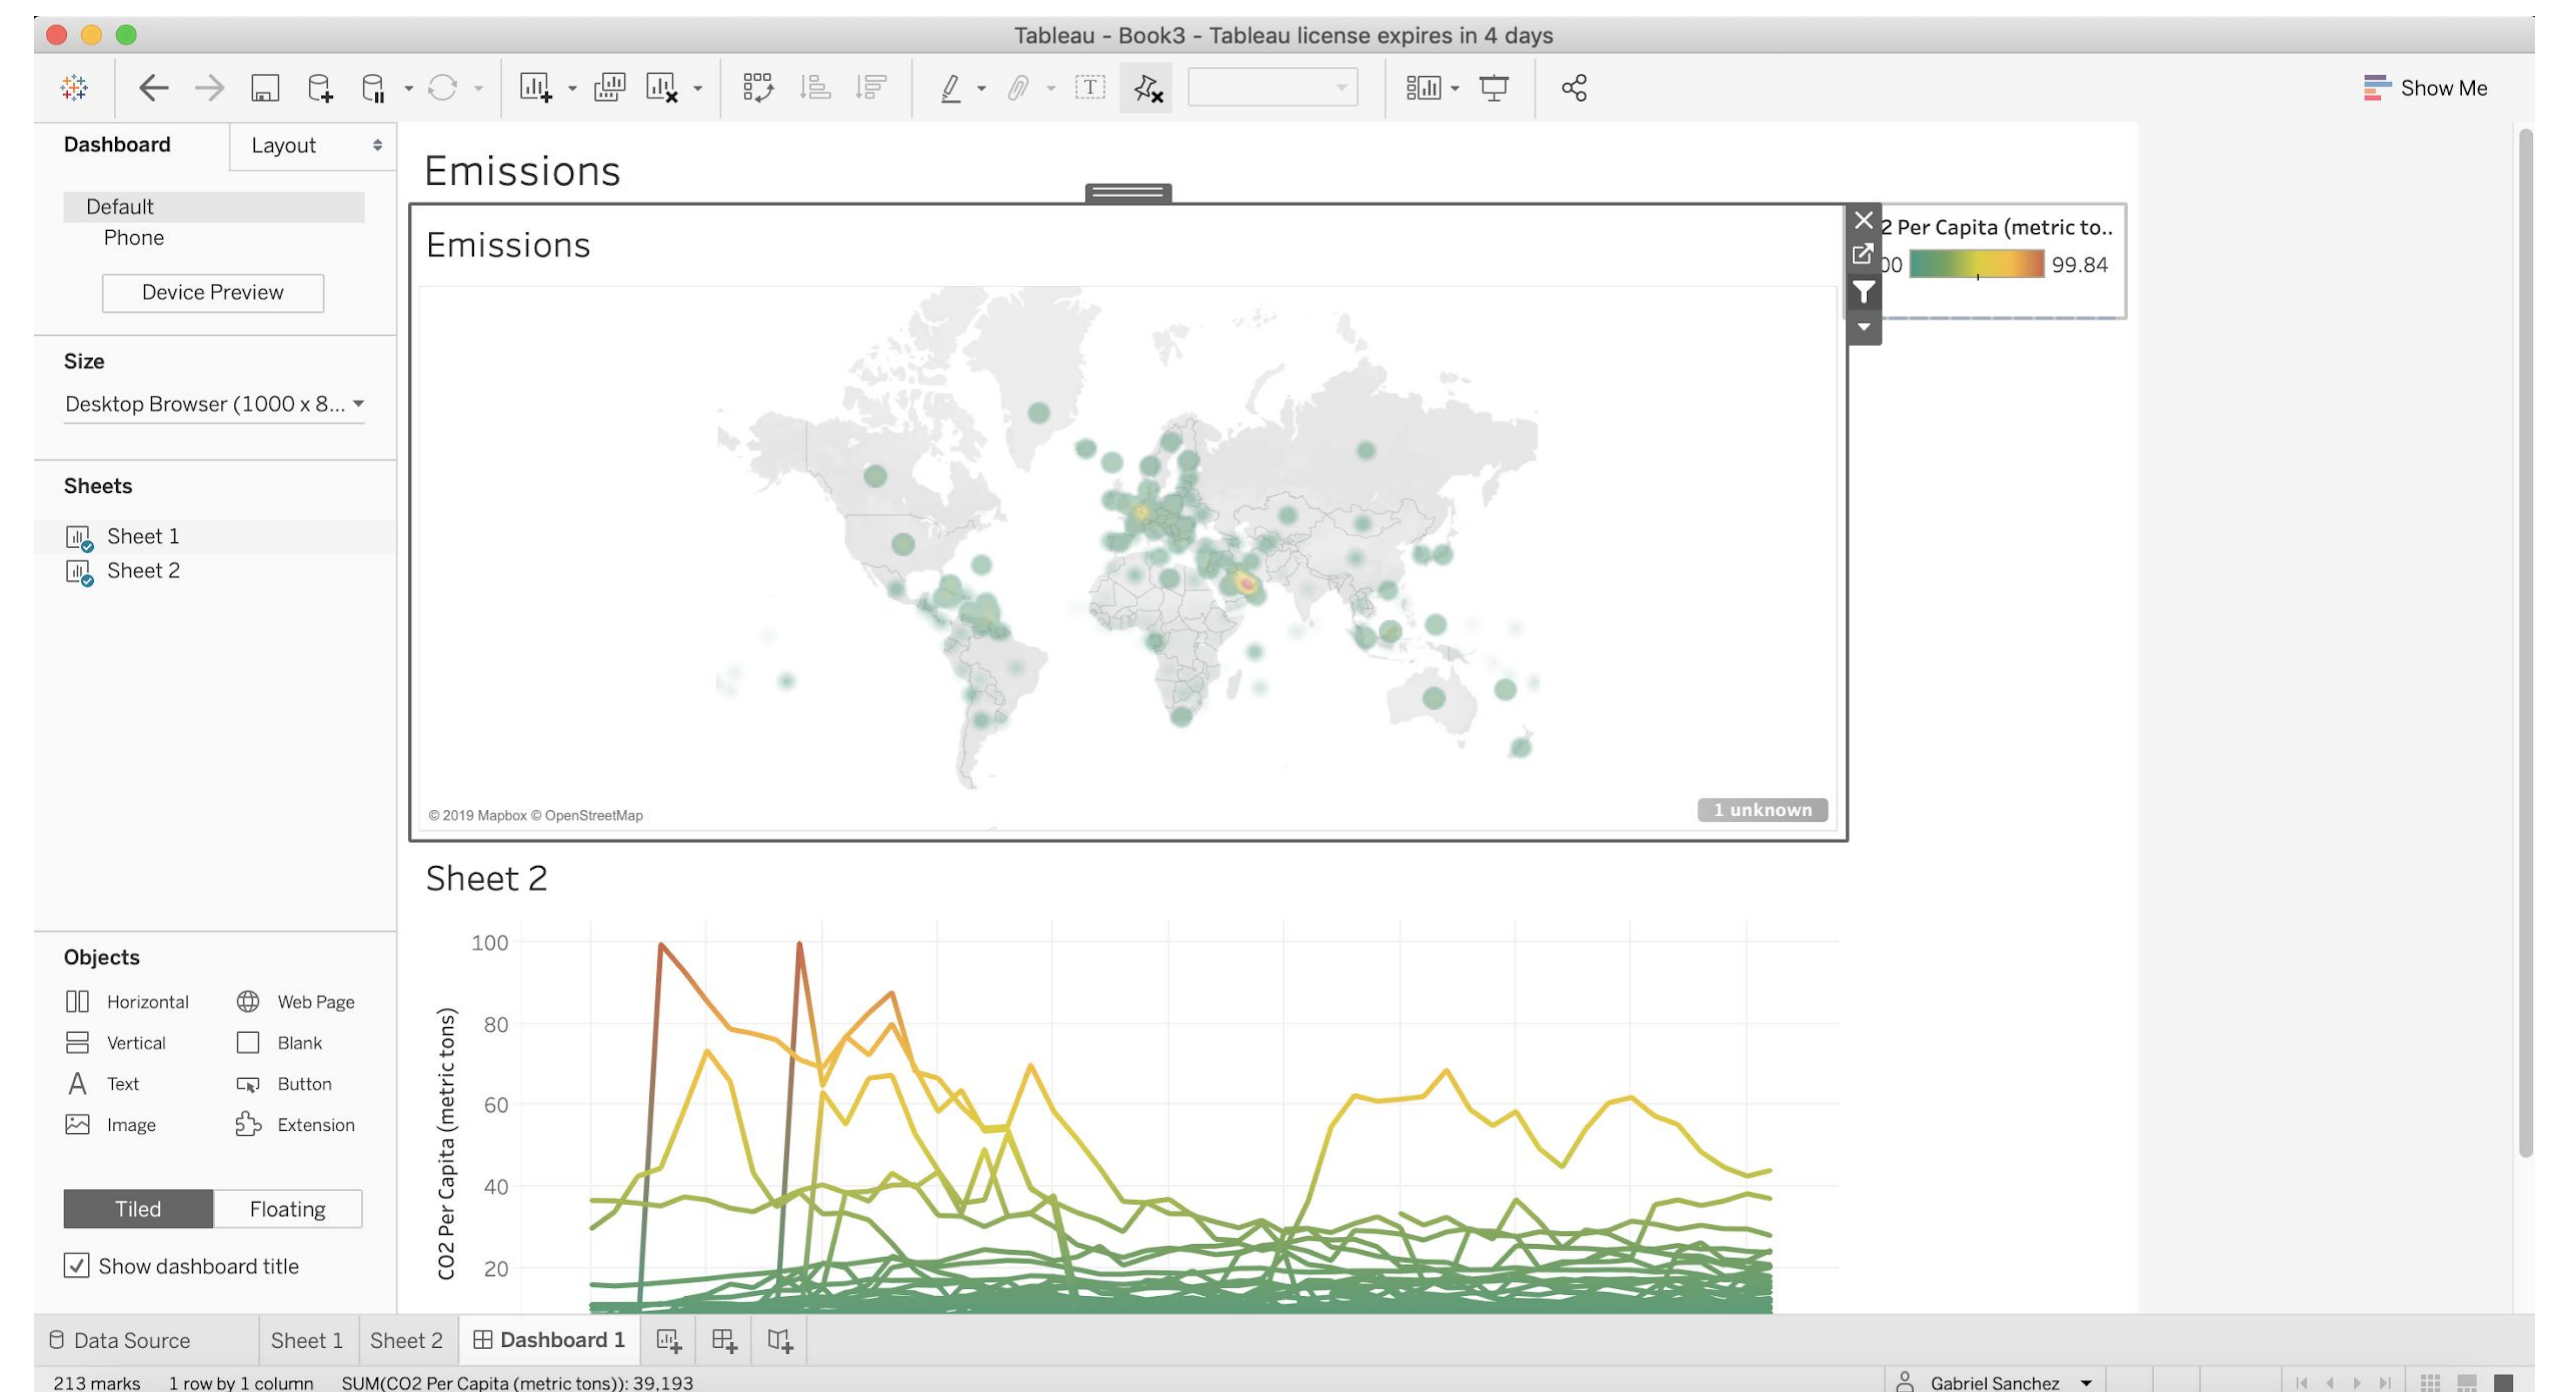 Tableau - Book3 - Tableau license expires in 4 days
Show Me
Dashboard
Layout
Default
Phone
Device Preview
Size
Desktop Browser (1000 x 8...
Sheets
Sheet 1
Sheet 2
Objects
Horizontal
Web Page
Vertical
Blank
Text
Button
Image
Extension
Tiled
Floating
Show dashboard title
Emissions
Emissions
2 Per Capita (metric to..
00
99.84
© 2019 Mapbox © OpenStreetMap
1 unknown
Sheet 2
CO2 Per Capita (metric tons)
100
80
60
40
20
Data Source
Sheet 1
Sheet 2
Dashboard 1
213 marks
1 row by 1 column
SUM(CO2 Per Capita (metric tons)): 39,193
Gabriel Sanchez